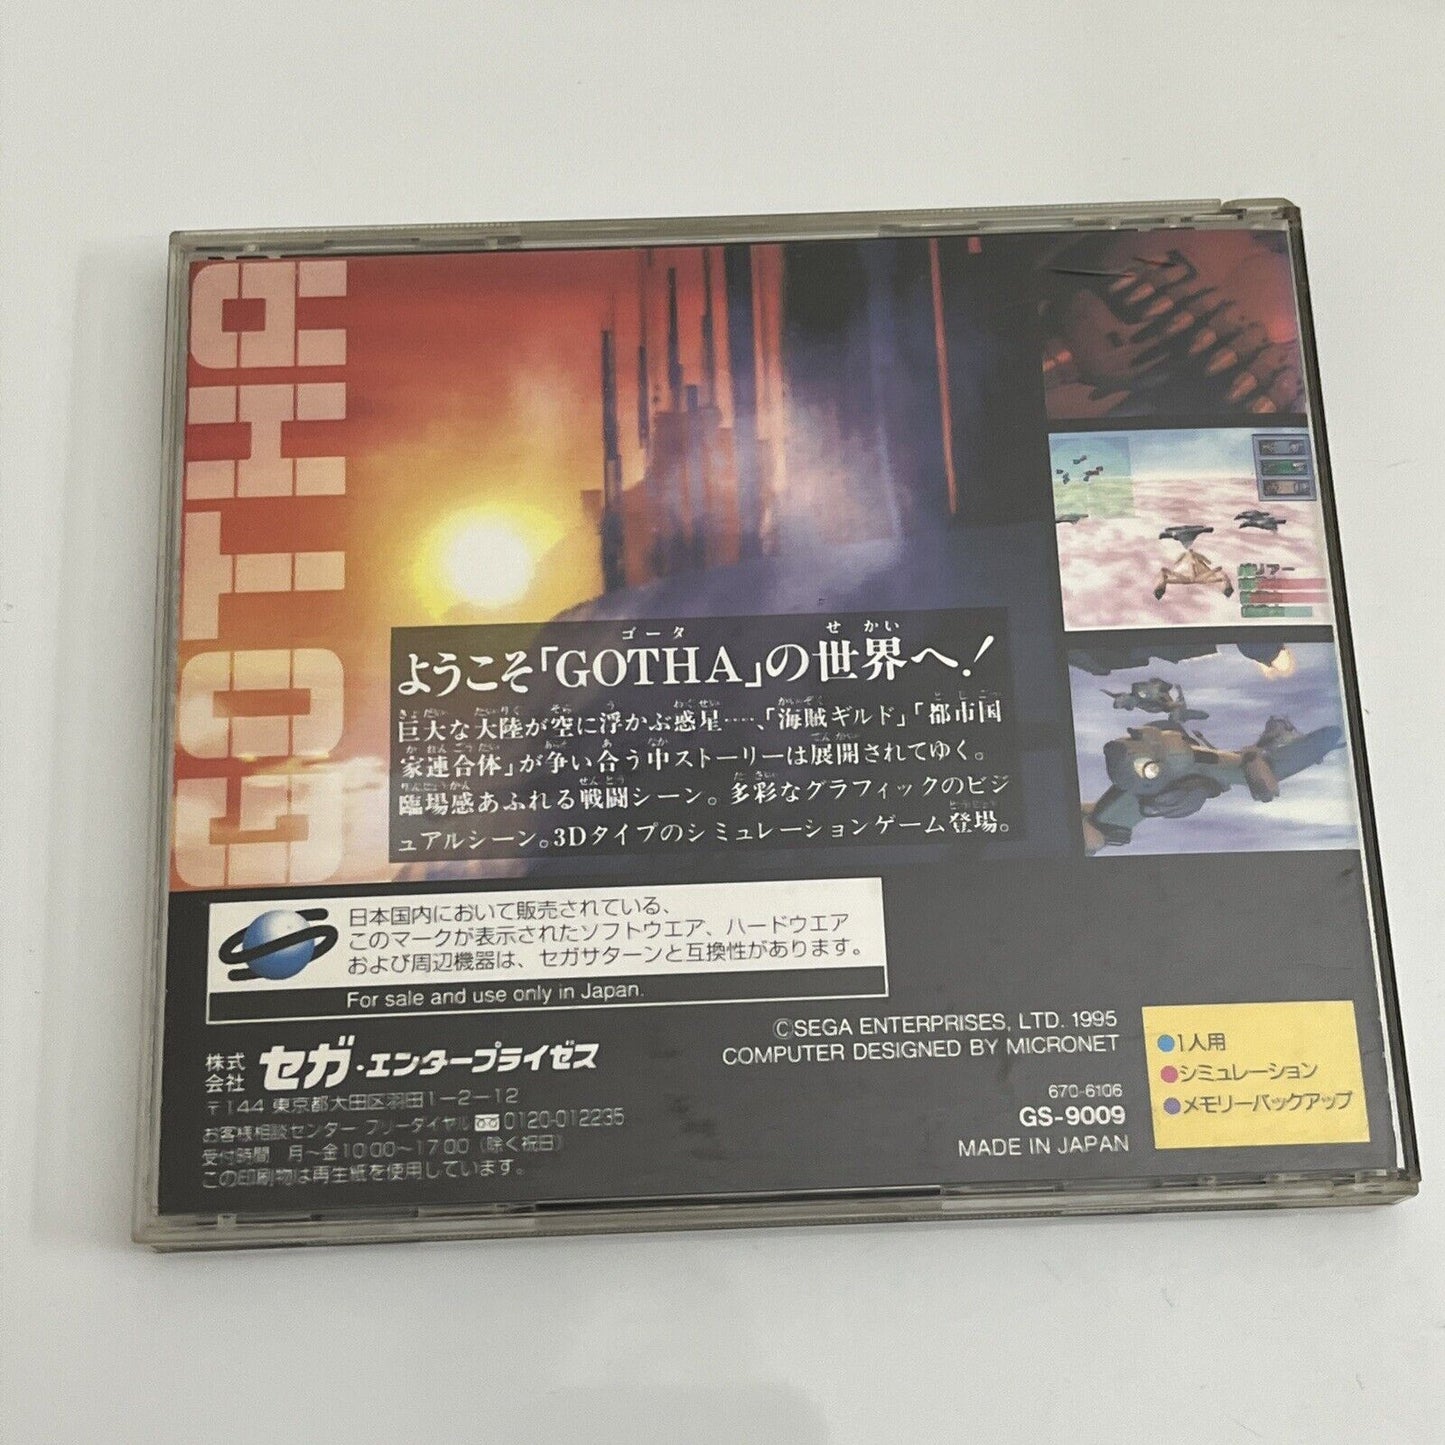 GOTHA
ようこそ「GOTHA」の世界へ!
ゴータ
せかい
巨大な大陸が空に浮かぶ惑星……、「海賊ギルド」「都市国
家連合体」が争い合う中ストーリーは展開されてゆく。
臨場感あふれる戦闘シーン。多彩なグラフィックのビジ
ュアルシーン。3Dタイプのシミュレーションゲーム登場。
バリアー
日本国内において販売されている、
このマークが表示されたソフトウエア、ハードウエア
および周辺機器は、セガサターンと互換性があります。
For sale and use only in Japan.
株式会社 セガ・エンタープライゼス
〒144 東京都大田区羽田1-2-12
お客様相談センター フリーダイヤル 0120-012235
受付時間 月〜金10:00〜17:00 (除く祝日)
この印刷物は再生紙を使用しています。
©SEGA ENTERPRISES, LTD. 1995
COMPUTER DESIGNED BY MICRONET
670-6106
GS-9009
MADE IN JAPAN
●1人用
●シミュレーション
●メモリーバックアップ